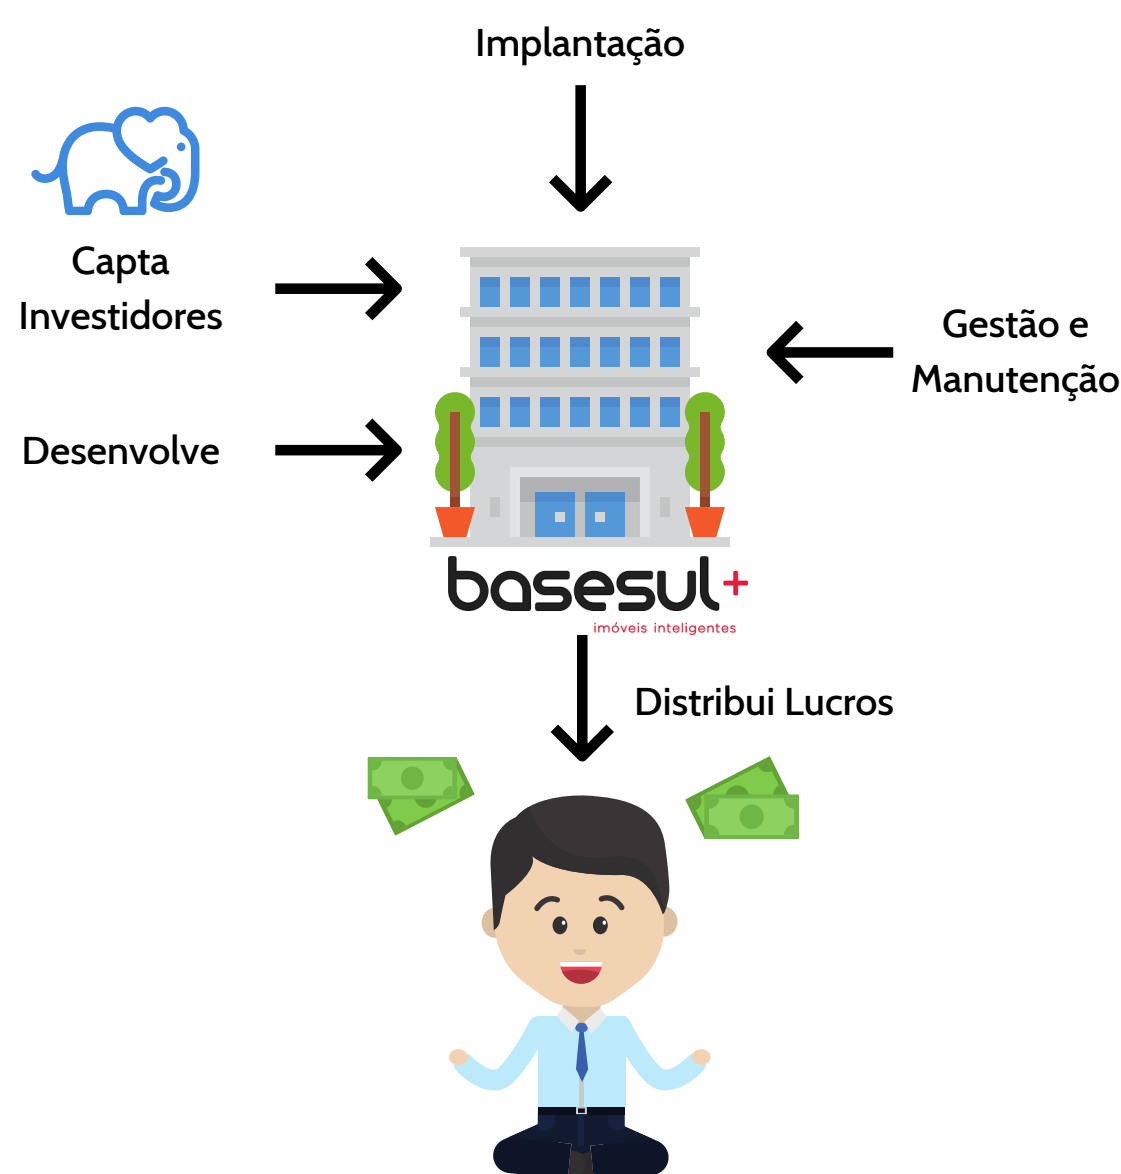 Implantação
Capta
Investidores
Gestão e
Manutenção
Desenvolve
basesul+
imóveis inteligentes
Distribui Lucros